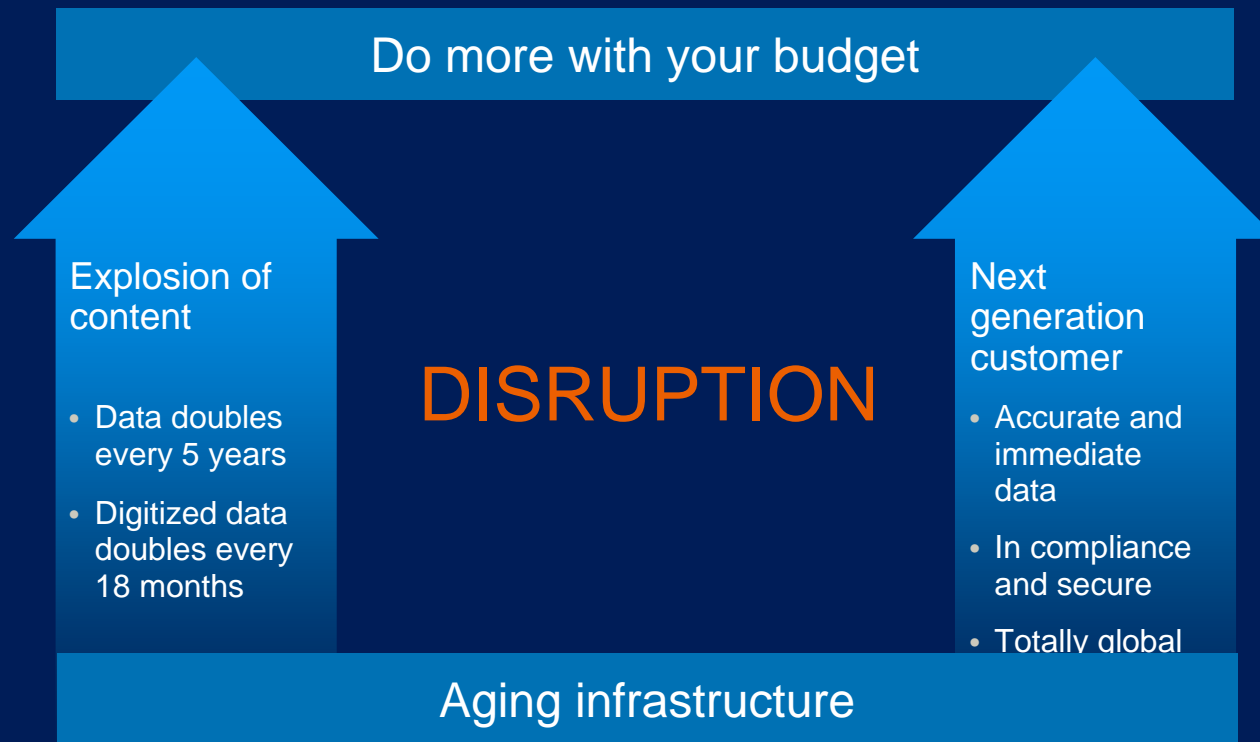 Do more with your budget
Explosion of
content
• Data doubles
every 5 years
• Digitized data
doubles every
18 months
DISRUPTION
Next
generation
customer
• Accurate and
immediate
data
• In compliance
and secure
• Totally global
Aging infrastructure